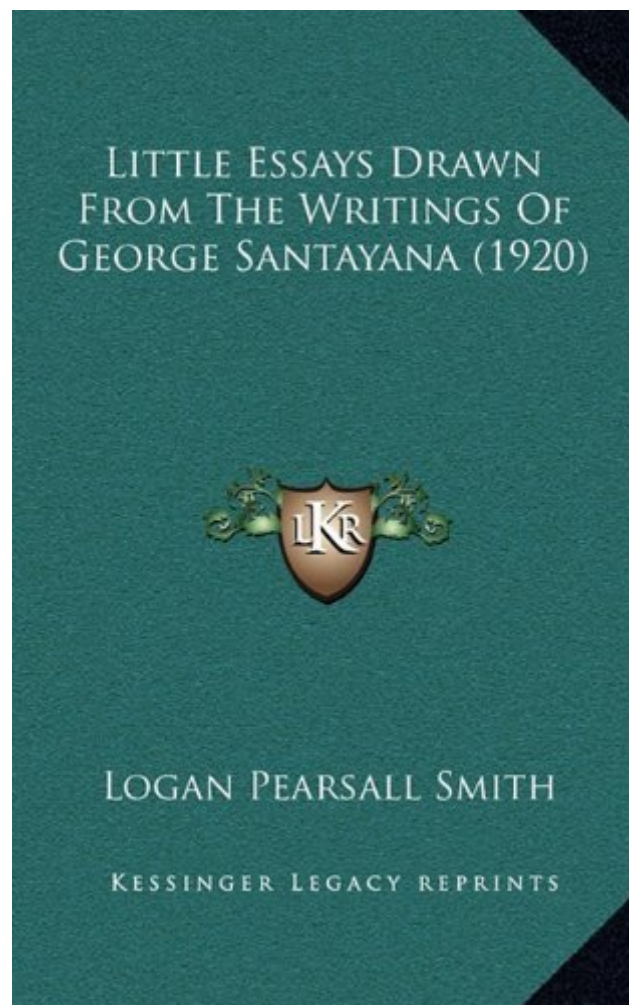 Little Essays Drawn
From The Writings Of
George Santayana (1920)
LKR
Logan Pearsall Smith
Kessinger Legacy reprints